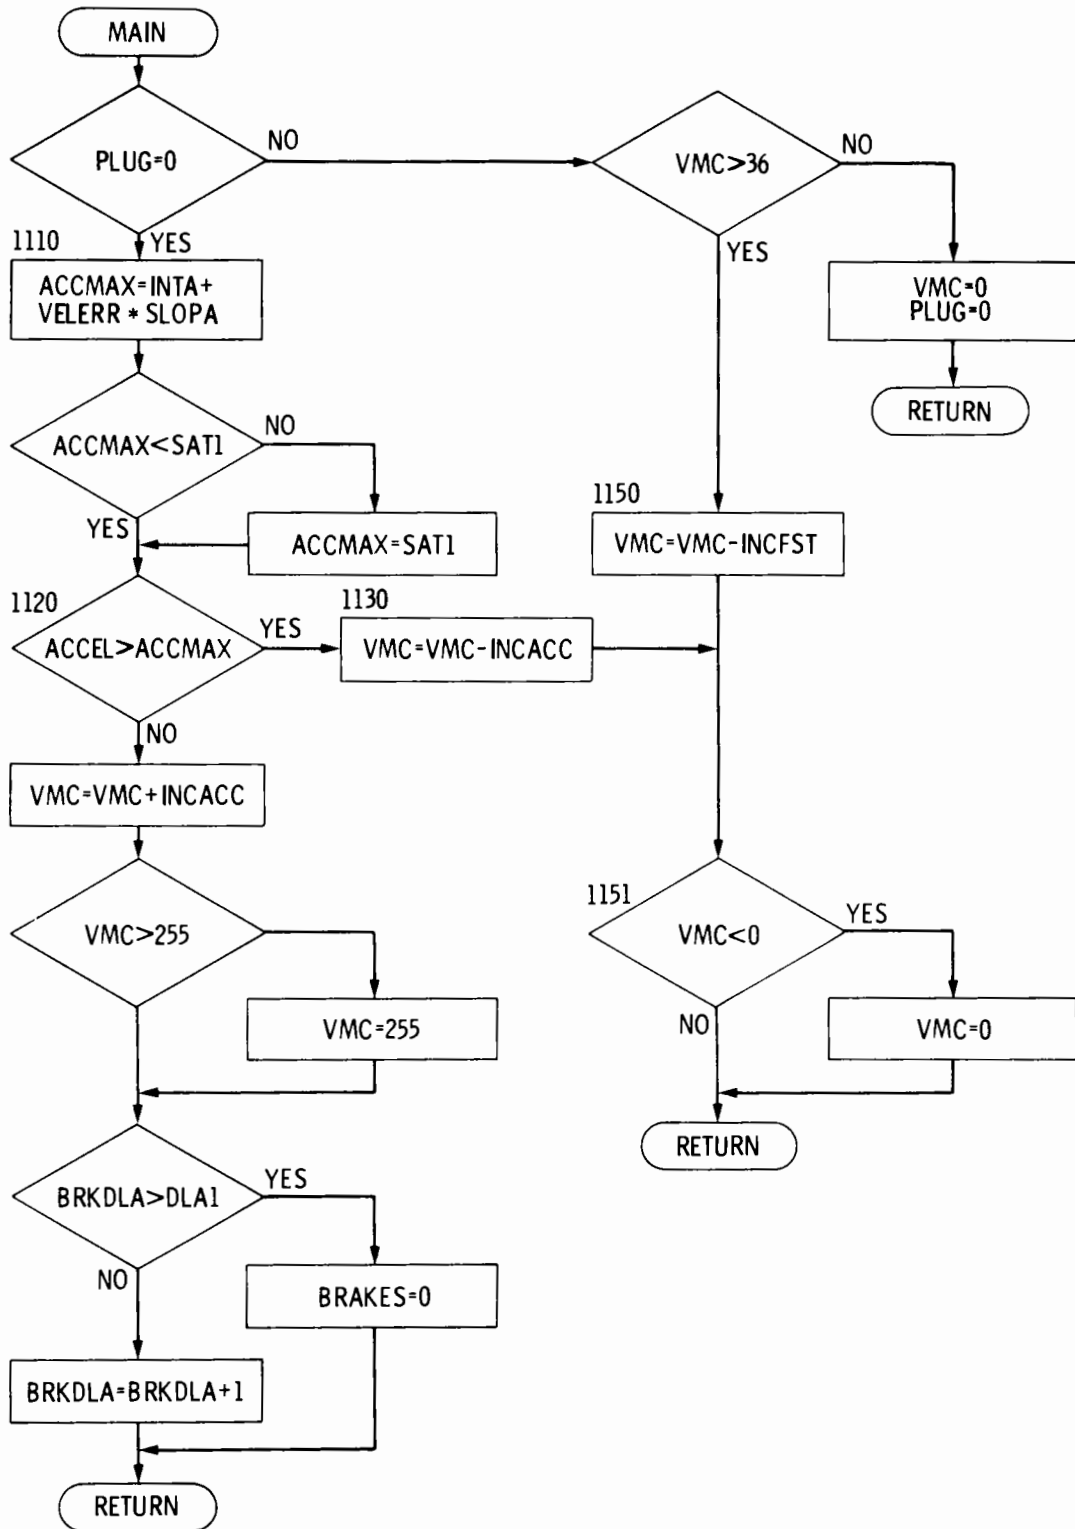 MAIN
PLUG=0
NO
VMC>36
NO
YES
YES
1110
ACCMAX=INTA+
VELERR * SLOPA
VMC=0
PLUG=0
RETURN
ACCMAX<SAT1
NO
YES
ACCMAX=SAT1
1150
VMC=VMC-INCFST
1120
ACCEL>ACCMAX
YES
1130
VMC=VMC-INCACC
NO
VMC=VMC+INCACC
VMC>255
VMC=255
1151
VMC<0
YES
NO
VMC=0
RETURN
BRKDLA>DLA1
YES
NO
BRAKES=0
BRKDLA=BRKDLA+1
RETURN